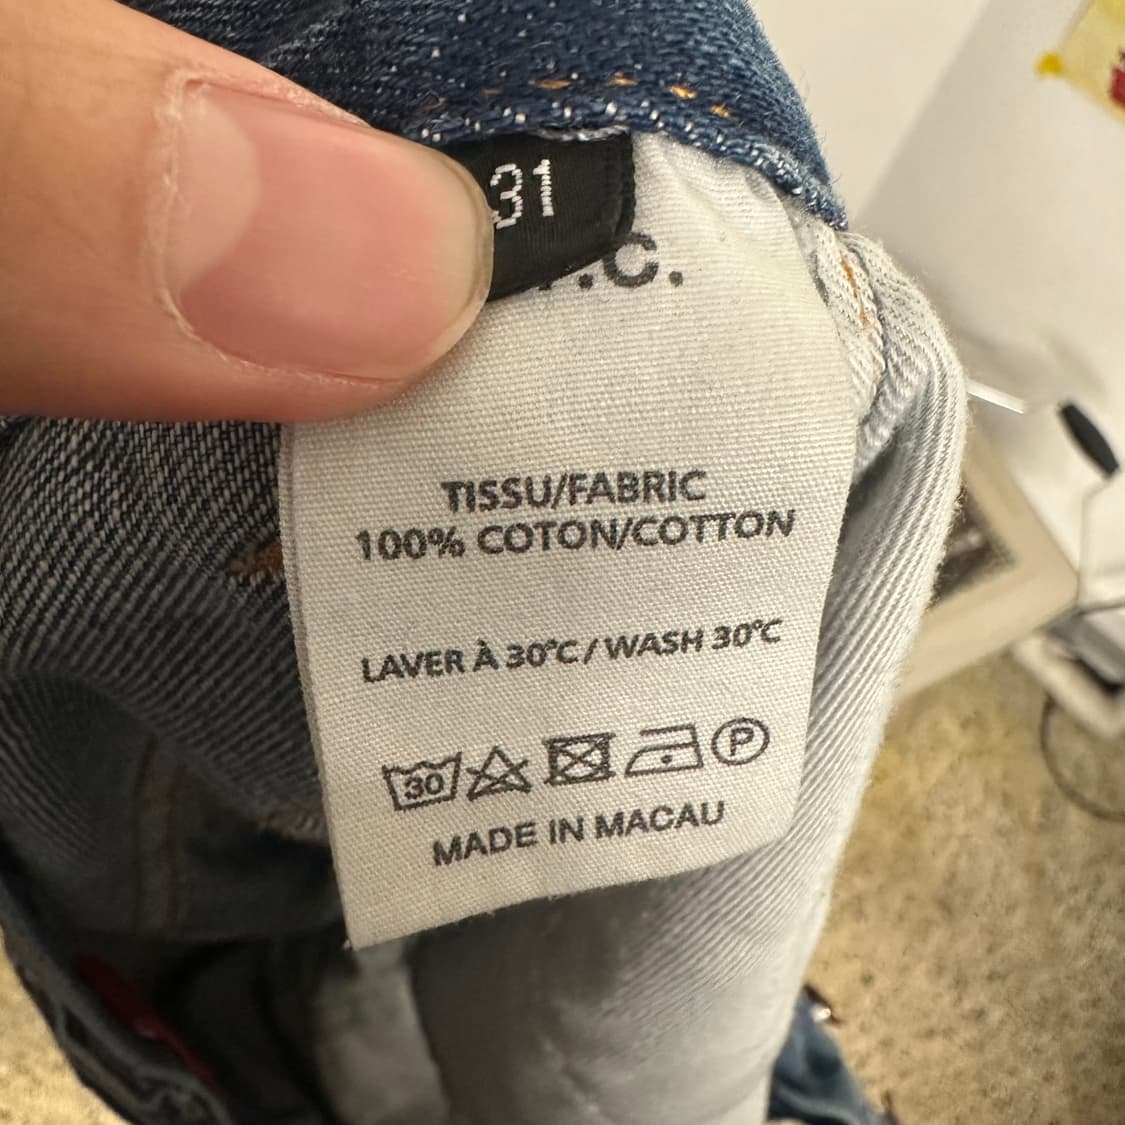 31
.C.
TISSU/FABRIC
100% COTON/COTTON
LAVER À 30°C / WASH 30°C
30 P
MADE IN MACAU